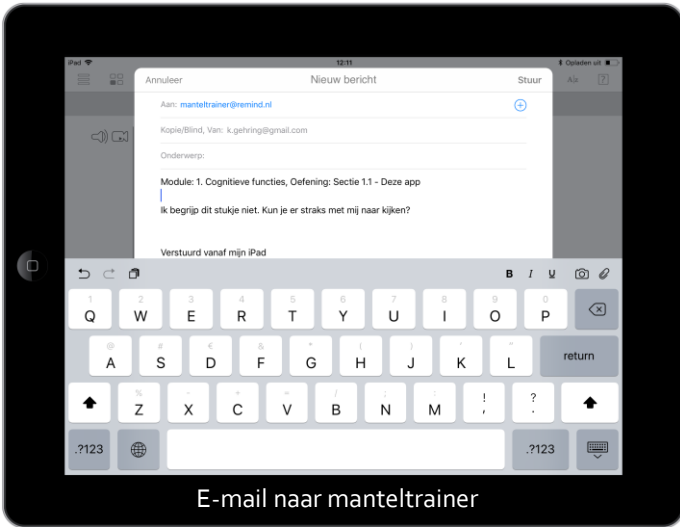 iPad 12:11 Opladen uit
Annuleer Nieuw bericht Stuur
Aan: manteltrainer@remind.nl
Kopie/Blind, Van: k.gehring@gmail.com
Onderwerp:
Module: 1. Cognitieve functies, Oefening: Sectie 1.1 - Deze app
Ik begrijp dit stukje niet. Kun je er straks met mij naar kijken?
Verstuurd vanaf mijn iPad
B I U
1 2 3 4 5 6 7 8 9 0
Q W E R T Y U I O P
@ # € & * ( ) ' "
A S D F G H J K L return
% - + = / ; : ! ?
Z X C V B N M , .
.?123 .?123
E-mail naar manteltrainer